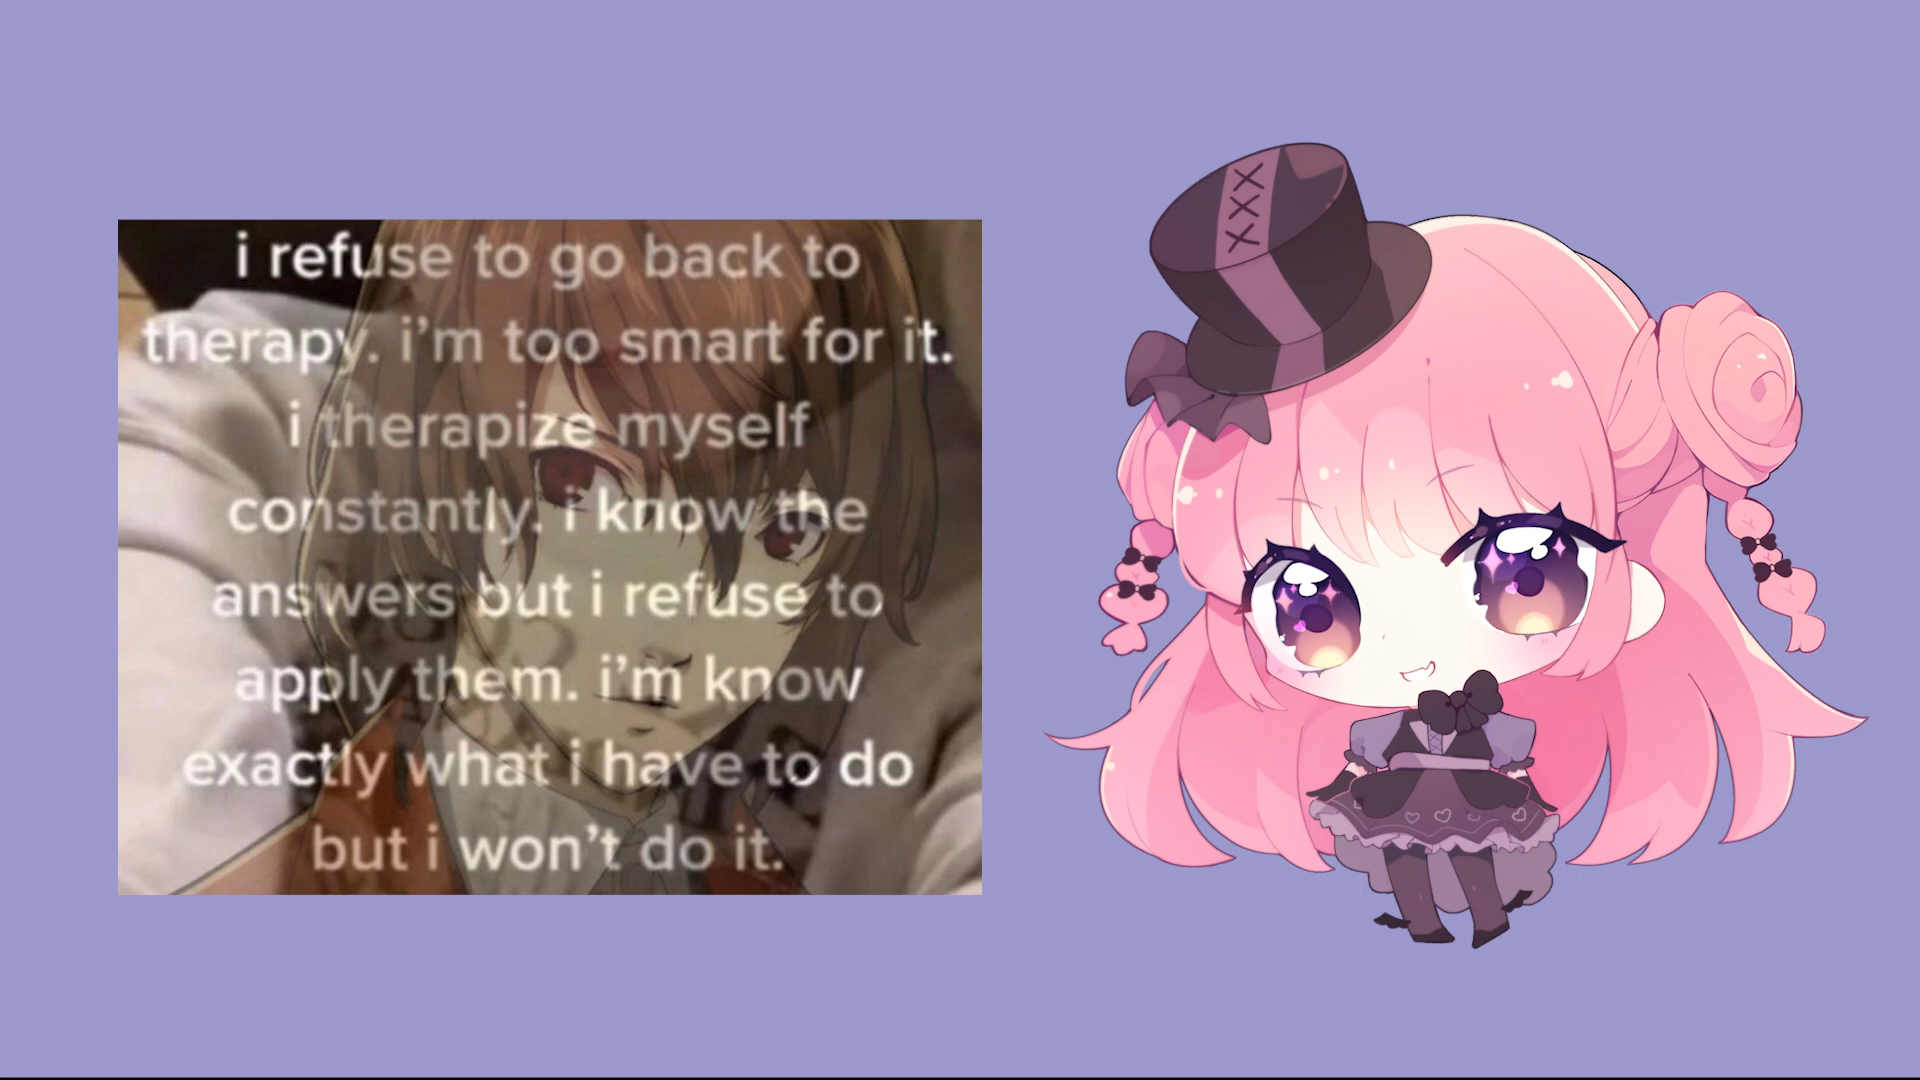 i refuse to go back to
therapy. i'm too smart for it.
i therapize myself
constantly. i know the
answers but i refuse to
apply them. i'm know
exactly what i have to do
but i won't do it.